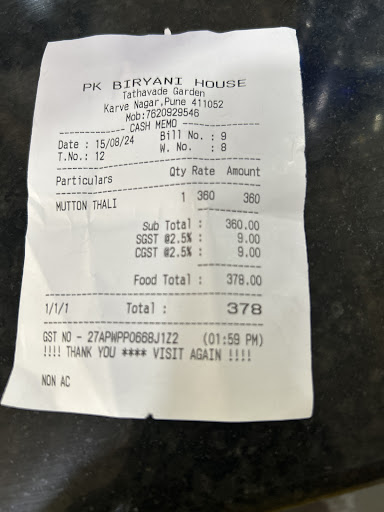 PK BIRYANI HOUSE
Tathavade Garden
Karve Nagar,Pune 411052
Mob:7620929546
CASH MEMO
Date : 15/08/24 Bill No. : 9
T.No.: 12 W. No. : 8
Particulars Qty Rate Amount
MUTTON THALI 1 360 360
Sub Total : 360.00
SGST @2.5% : 9.00
CGST @2.5% : 9.00
Food Total : 378.00
1/1/1 Total : 378
GST NO - 27APWPP0668J1Z2 (01:59 PM)
!!!! THANK YOU **** VISIT AGAIN !!!!
NON AC